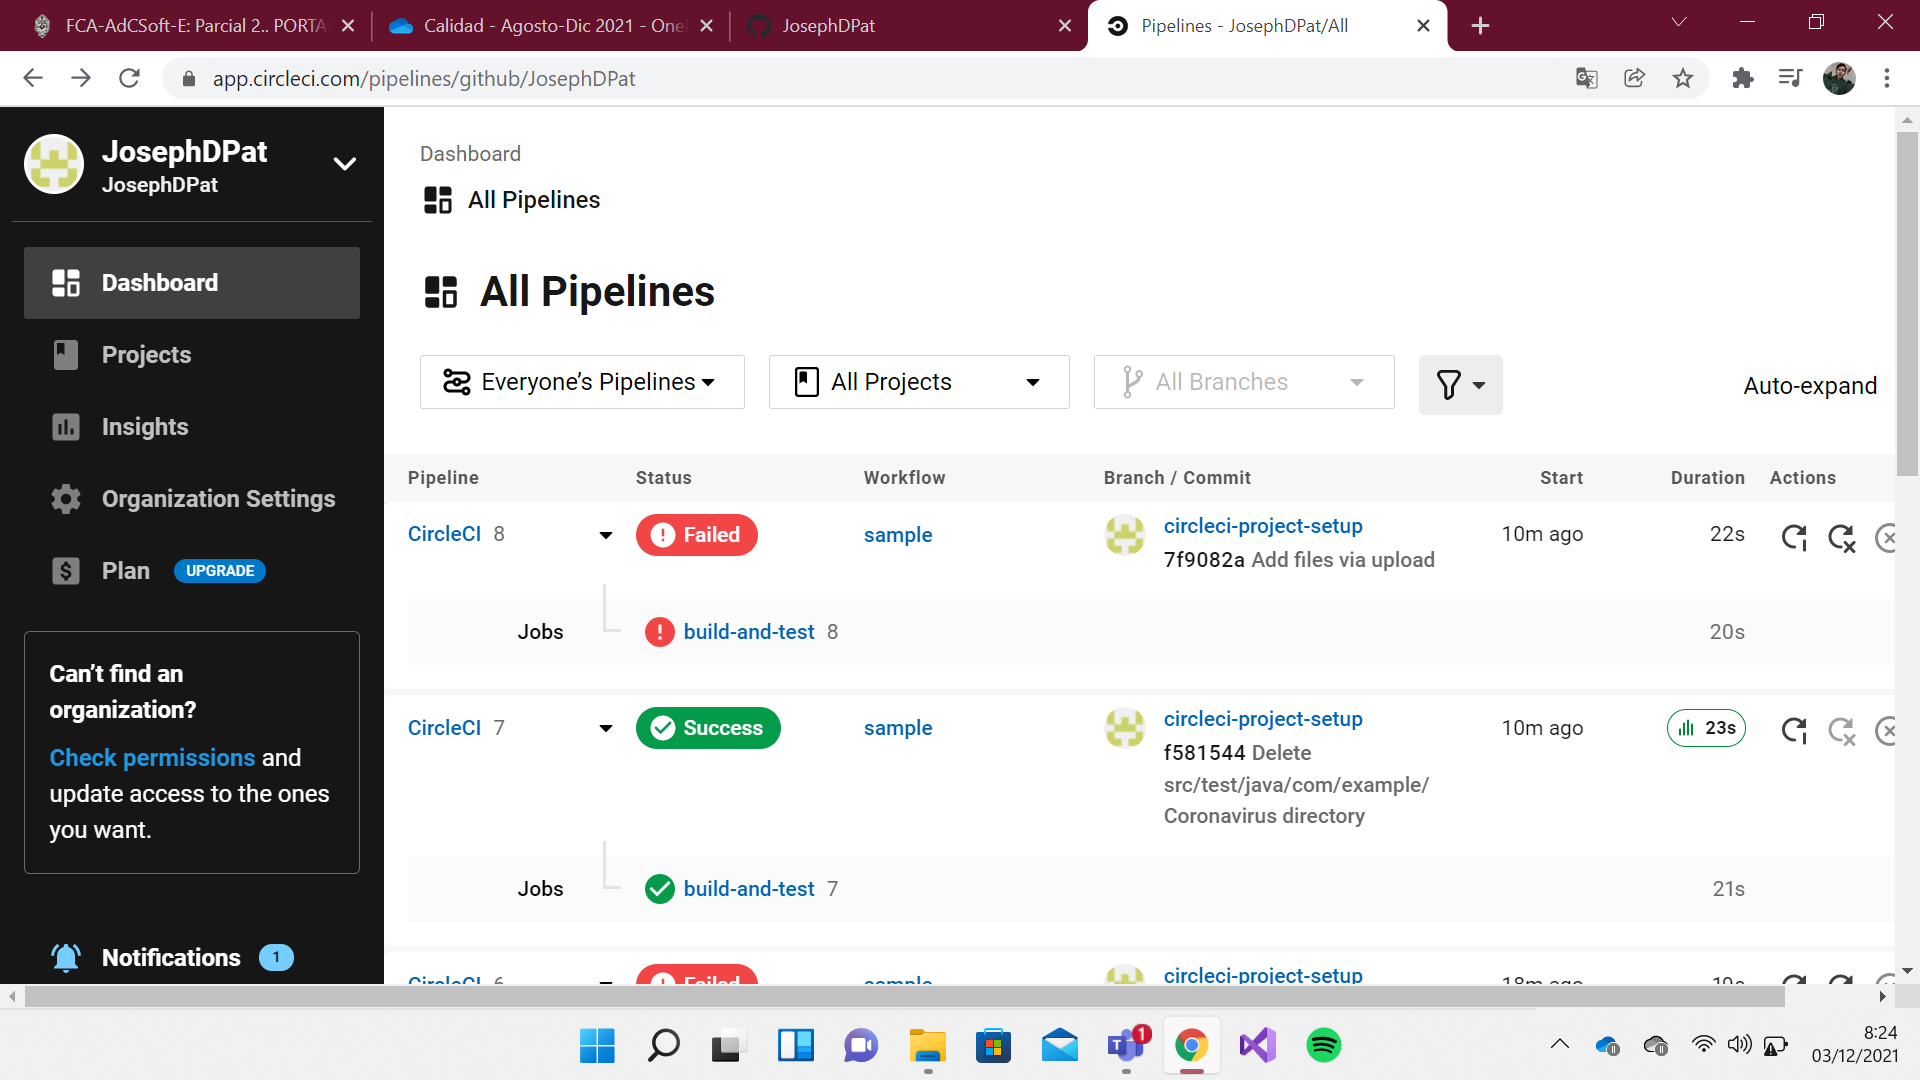 FCA-AdCSoft-E: Parcial 2.. PORTA
Calidad - Agosto-Dic 2021 - One
JosephDPat
Pipelines - JosephDPat/All
app.circleci.com/pipelines/github/JosephDPat
JosephDPat
JosephDPat
Dashboard
Projects
Insights
Organization Settings
Plan UPGRADE
Can’t find an
organization?
Check permissions and
update access to the ones
you want.
Notifications 1
Dashboard
All Pipelines
All Pipelines
Everyone’s Pipelines
All Projects
All Branches
Auto-expand
Pipeline Status Workflow Branch / Commit Start Duration Actions
CircleCI 8 Failed sample circleci-project-setup 10m ago 22s
7f9082a Add files via upload
Jobs build-and-test 8 20s
CircleCI 7 Success sample circleci-project-setup 10m ago 23s
f581544 Delete
src/test/java/com/example/
Coronavirus directory
Jobs build-and-test 7 21s
CircleCI 6 Failed sample circleci-project-setup 18m ago 19s
1
8:24
03/12/2021